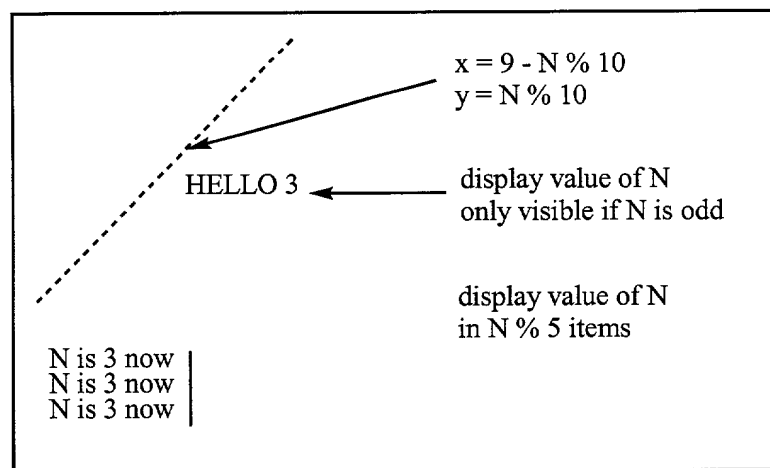 x = 9 - N % 10
y = N % 10
HELLO 3
display value of N
only visible if N is odd
display value of N
in N % 5 items
N is 3 now
N is 3 now
N is 3 now